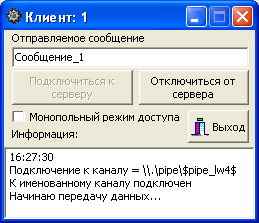 Клиент: 1
Отправляемое сообщение
Сообщение_1
Подключиться к
серверу
Отключиться от
сервера
Монопольный режим доступа
Информация:
Выход
16:27:30
Подключение к каналу = \\.\pipe\$pipe_lw4$
К именованному каналу подключен
Начинаю передачу данных...